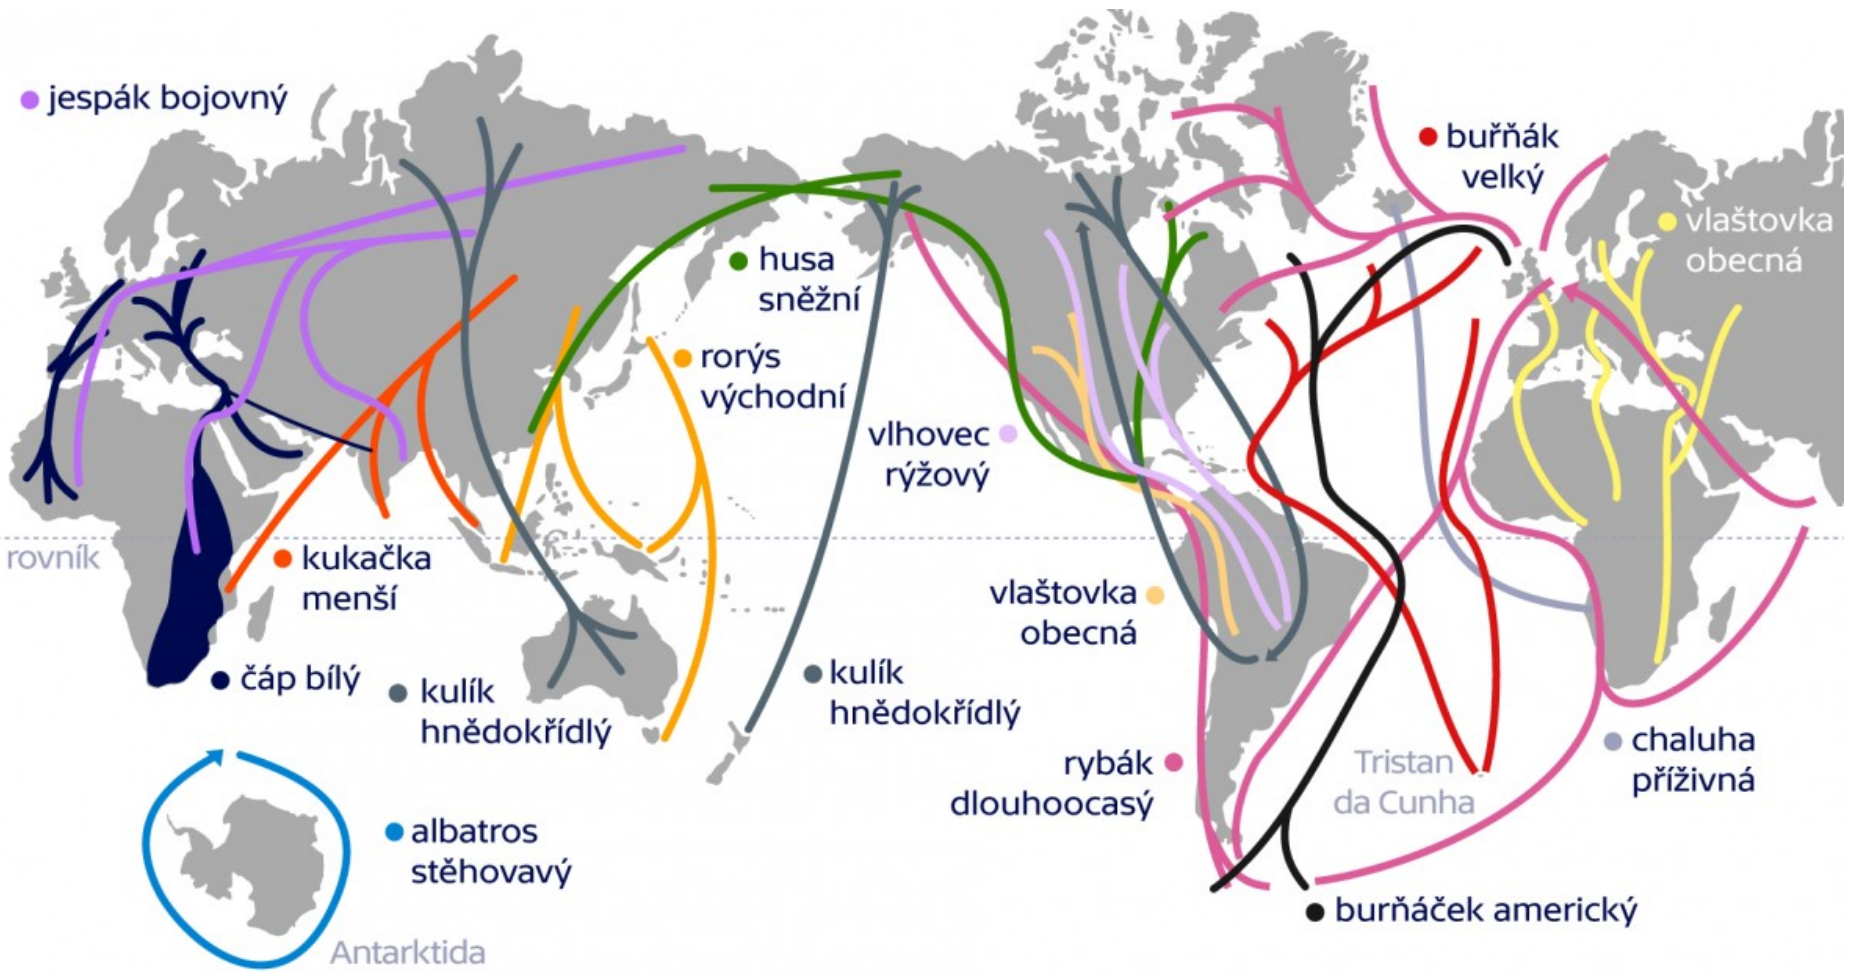 jespák bojovný
buřňák
velký
vlaštovka
obecná
husa
sněžní
rorýs
východní
vlhovec
rýžový
rovník
kukačka
menší
vlaštovka
obecná
čáp bílý
kulík
hnědokřídlý
kulík
hnědokřídlý
rybák
dlouhoocasý
Tristan
da Cunha
chaluha
příživná
albatros
stěhovavý
burňáček americký
Antarktida